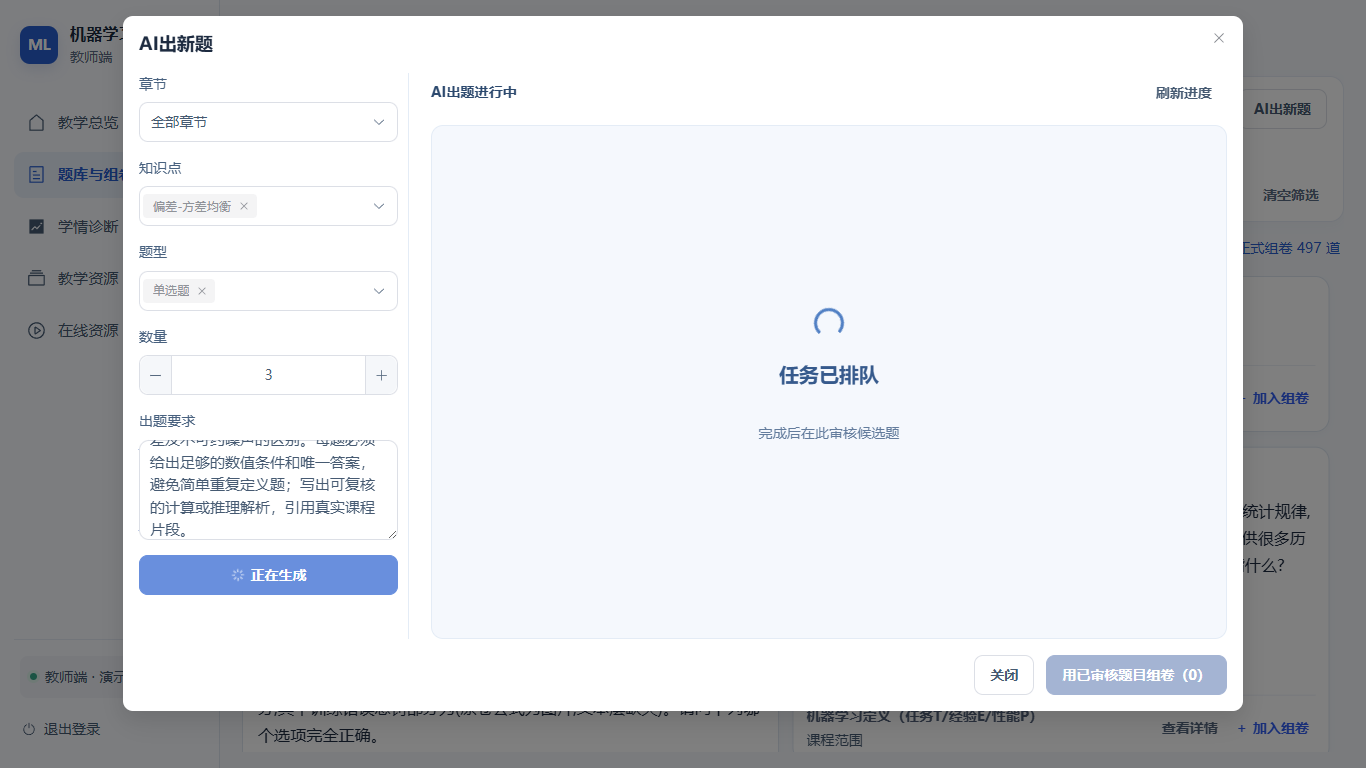 ML
机器学习
教师端
教学总览
题库与组卷
学情诊断
教学资源
在线资源
教师端 · 演示
退出登录
AI出新题
章节
全部章节
知识点
偏差-方差均衡
题型
单选题
数量
3
出题要求
给出足够的数值条件和唯一答案，
避免简单重复定义题；写出可复核
的计算或推理解析，引用真实课程
片段。
正在生成
AI出题进行中
刷新进度
任务已排队
完成后在此审核候选题
关闭
用已审核题目组卷（0）
AI出新题
清空筛选
正式组卷 497 道
+ 加入组卷
统计规律,
供很多历
什么?
个选项完全正确。
机器学习定义（任务T/经验E/性能P）
课程范围
查看详情
+ 加入组卷